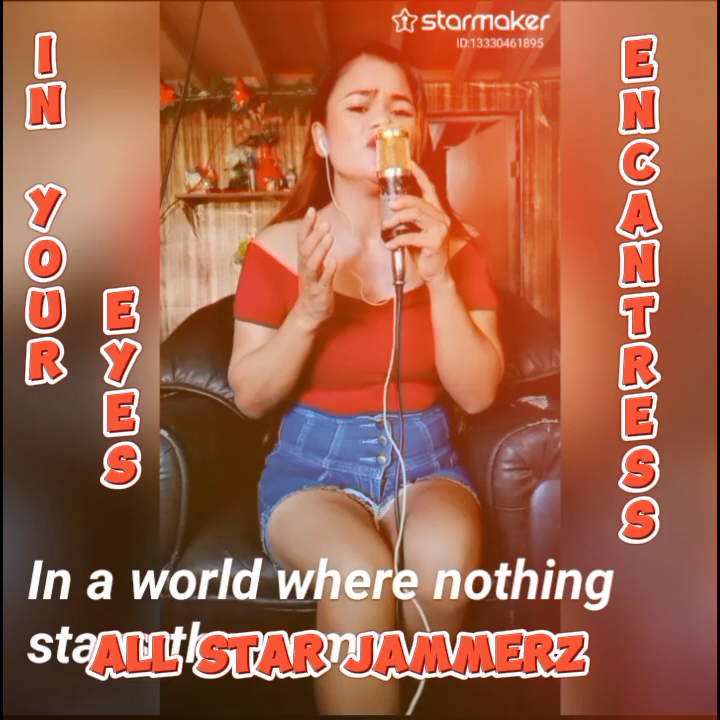 starmaker
ID:13330461895
IN
YOUR
EYES
ENCANTRESS
In a world where nothing
ALL STAR JAMMERZ